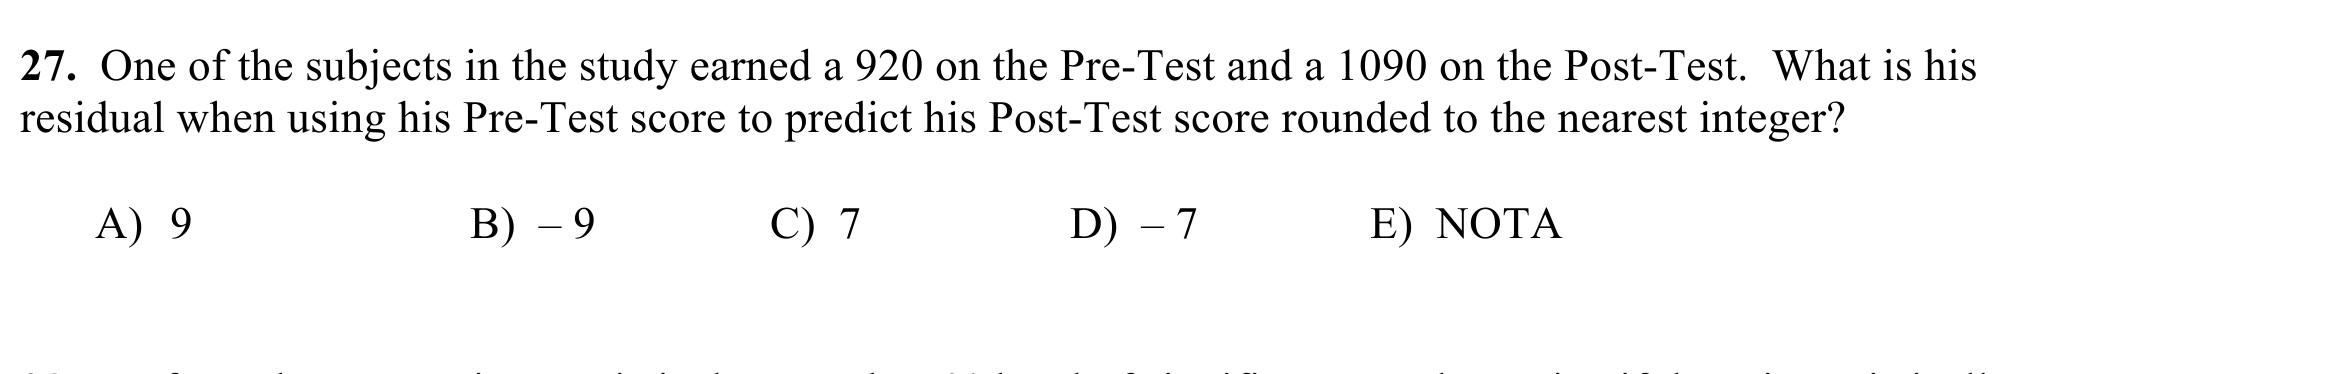 27. One of the subjects in the study earned a 920 on the Pre-Test and a 1090 on the Post-Test. What is his
residual when using his Pre-Test score to predict his Post-Test score rounded to the nearest integer?
A) 9 B) – 9 C) 7 D) – 7 E) NOTA